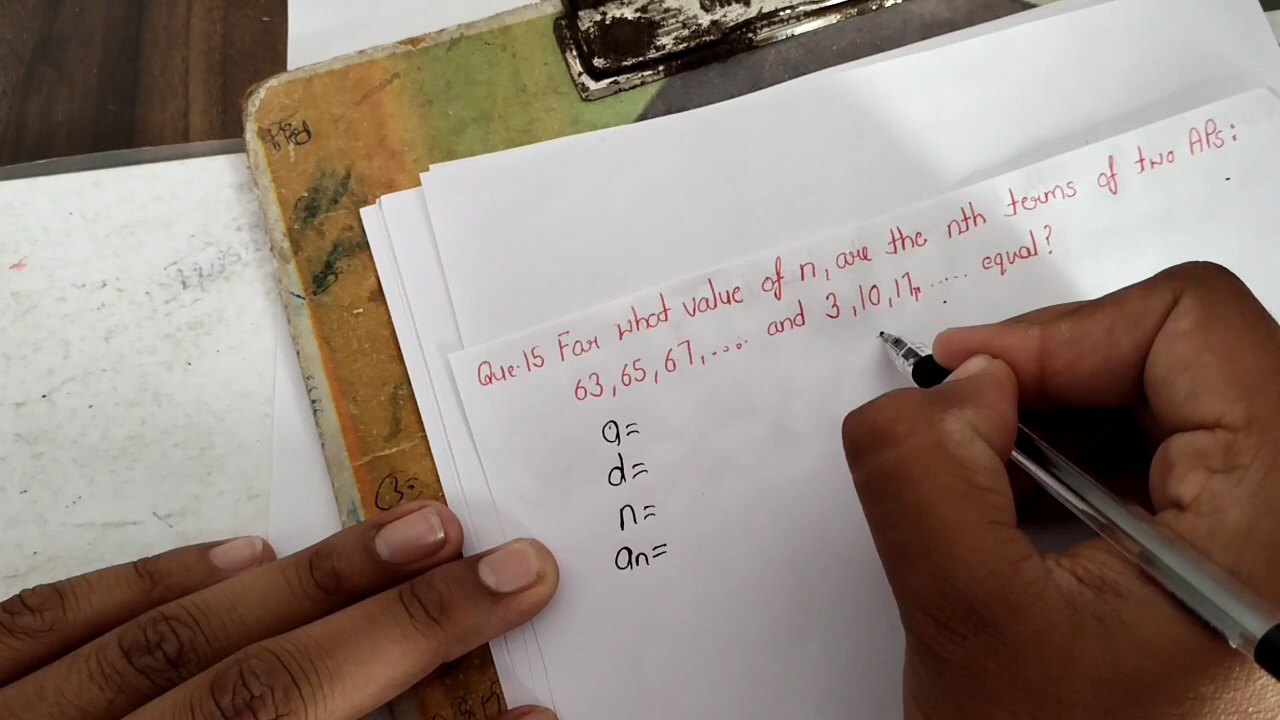 Que.15 For what value of n, are the nth terms of two APs:
63, 65, 67, .... and 3, 10, 17, ..... equal?
a=
d=
n=
an=